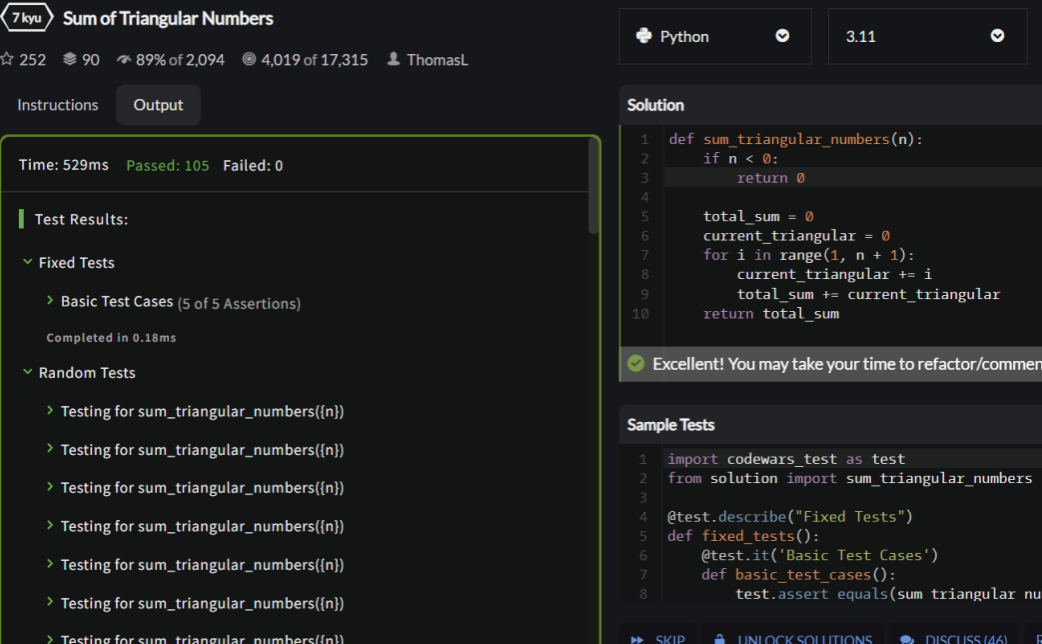 7 kyu Sum of Triangular Numbers
252 90 89% of 2,094 4,019 of 17,315 ThomasL
Instructions Output
Time: 529ms Passed: 105 Failed: 0
Test Results:
Fixed Tests
Basic Test Cases (5 of 5 Assertions)
Completed in 0.18ms
Random Tests
Testing for sum_triangular_numbers({n})
Testing for sum_triangular_numbers({n})
Testing for sum_triangular_numbers({n})
Testing for sum_triangular_numbers({n})
Testing for sum_triangular_numbers({n})
Testing for sum_triangular_numbers({n})
Testing for sum_triangular_numbers({n})
Python 3.11
Solution
1 def sum_triangular_numbers(n):
2     if n < 0:
3         return 0
4
5     total_sum = 0
6     current_triangular = 0
7     for i in range(1, n + 1):
8         current_triangular += i
9         total_sum += current_triangular
10     return total_sum
Excellent! You may take your time to refactor/commen
Sample Tests
1 import codewars_test as test
2 from solution import sum_triangular_numbers
3
4 @test.describe("Fixed Tests")
5 def fixed_tests():
6     @test.it('Basic Test Cases')
7     def basic_test_cases():
8         test.assert_equals(sum_triangular_nu
SKIP UNLOCK SOLUTIONS DISCUSS (46)